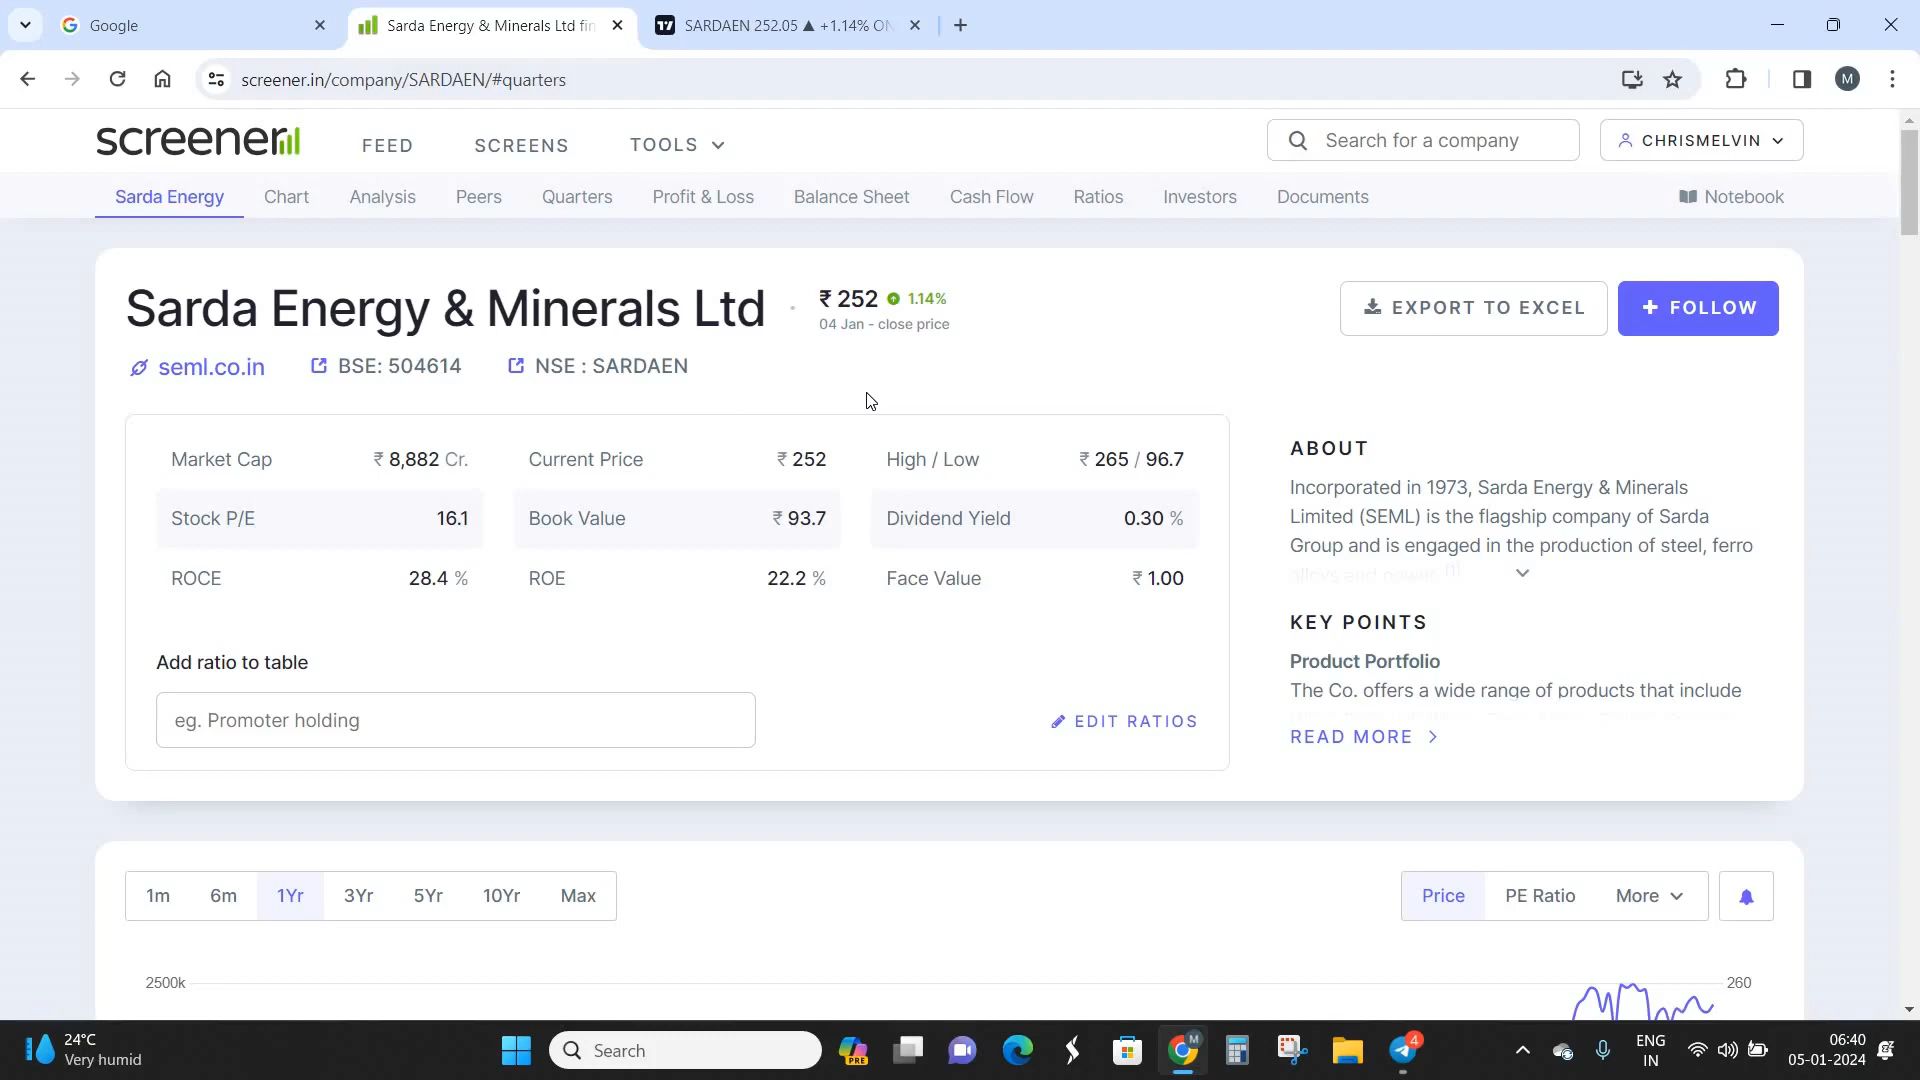 Google
Sarda Energy & Minerals Ltd fin
SARDAEN 252.05 ▲ +1.14% ON
screener.in/company/SARDAEN/#quarters
M
screener
FEED
SCREENS
TOOLS
Search for a company
CHRISMELVIN
Sarda Energy
Chart
Analysis
Peers
Quarters
Profit & Loss
Balance Sheet
Cash Flow
Ratios
Investors
Documents
Notebook
Sarda Energy & Minerals Ltd
₹ 252 1.14%
04 Jan - close price
EXPORT TO EXCEL
FOLLOW
seml.co.in
BSE: 504614
NSE : SARDAEN
Market Cap ₹ 8,882 Cr.
Current Price ₹ 252
High / Low ₹ 265 / 96.7
Stock P/E 16.1
Book Value ₹ 93.7
Dividend Yield 0.30 %
ROCE 28.4 %
ROE 22.2 %
Face Value ₹ 1.00
Add ratio to table
eg. Promoter holding
EDIT RATIOS
ABOUT
Incorporated in 1973, Sarda Energy & Minerals
Limited (SEML) is the flagship company of Sarda
Group and is engaged in the production of steel, ferro
alloys and power. [1]
KEY POINTS
Product Portfolio
The Co. offers a wide range of products that include
READ MORE
1m
6m
1Yr
3Yr
5Yr
10Yr
Max
Price
PE Ratio
More
2500k
260
24°C
Very humid
Search
PRE
M
4
ENG
IN
06:40
05-01-2024